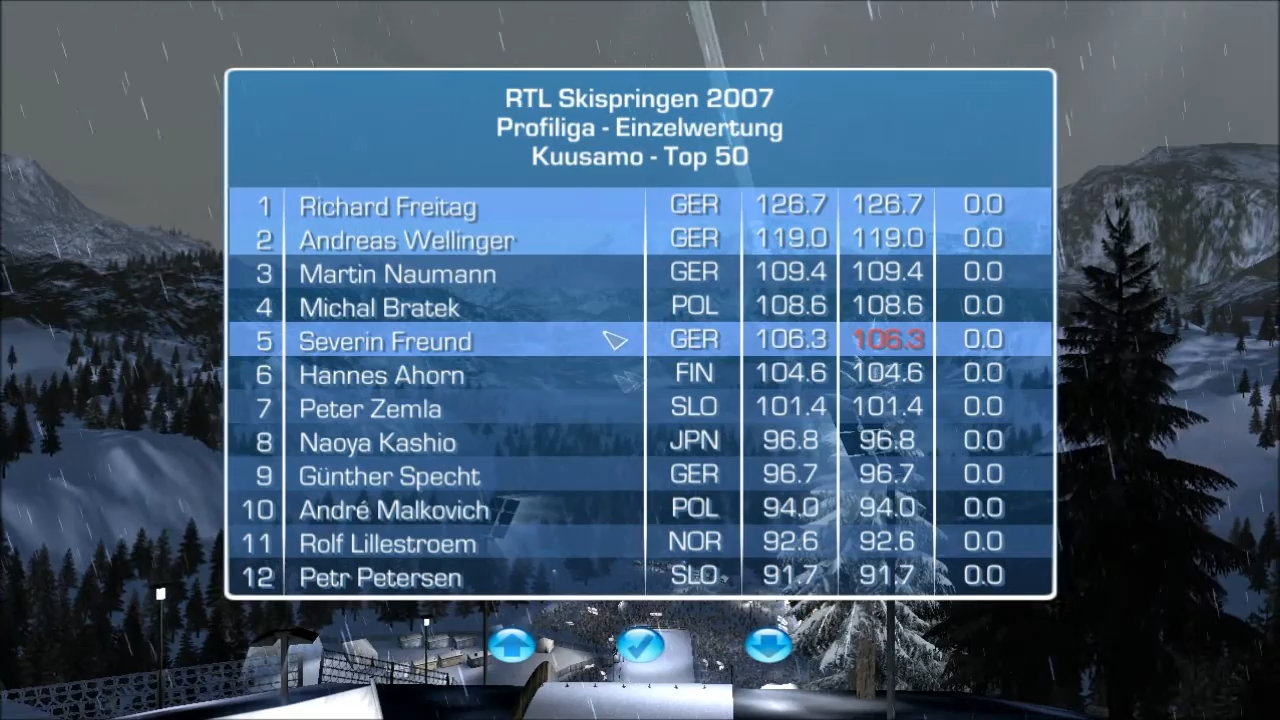 RTL Skispringen 2007
Profiliga - Einzelwertung
Kuusamo - Top 50
1 Richard Freitag GER 126.7 126.7 0.0
2 Andreas Wellinger GER 119.0 119.0 0.0
3 Martin Naumann GER 109.4 109.4 0.0
4 Michal Bratek POL 108.6 108.6 0.0
5 Severin Freund GER 106.3 106.3 0.0
6 Hannes Ahorn FIN 104.6 104.6 0.0
7 Peter Zemla SLO 101.4 101.4 0.0
8 Naoya Kashio JPN 96.8 96.8 0.0
9 Günther Specht GER 96.7 96.7 0.0
10 André Malkovich POL 94.0 94.0 0.0
11 Rolf Lillestroem NOR 92.6 92.6 0.0
12 Petr Petersen SLO 91.7 91.7 0.0